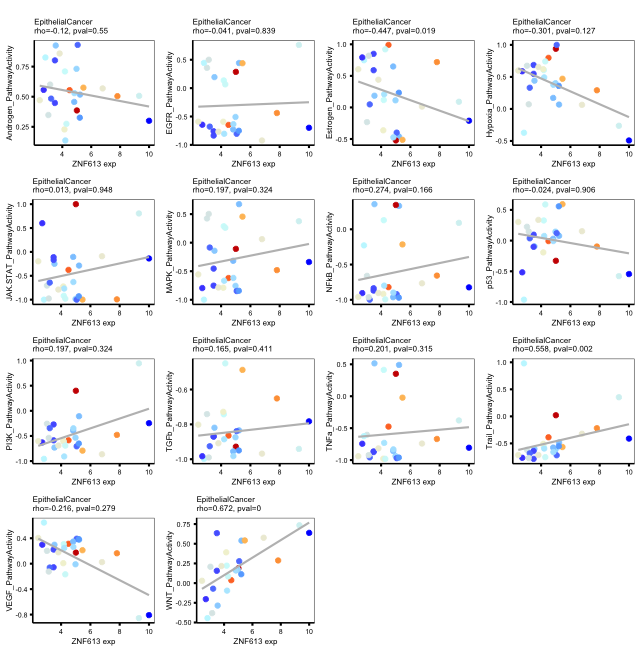 EpithelialCancer
rho=-0.12, pval=0.55
Androgen_PathwayActivity
0.75
0.50
0.25
4 6 8 10
ZNF613 exp
EpithelialCancer
rho=-0.041, pval=0.839
EGFR_PathwayActivity
0.5
0.0
-0.5
-1.0
4 6 8 10
ZNF613 exp
EpithelialCancer
rho=-0.447, pval=0.019
Estrogen_PathwayActivity
1.0
0.5
0.0
-0.5
4 6 8 10
ZNF613 exp
EpithelialCancer
rho=-0.301, pval=0.127
Hypoxia_PathwayActivity
1.0
0.5
0.0
-0.5
4 6 8 10
ZNF613 exp
EpithelialCancer
rho=0.013, pval=0.948
JAK.STAT_PathwayActivity
1.0
0.5
0.0
-0.5
-1.0
4 6 8 10
ZNF613 exp
EpithelialCancer
rho=0.197, pval=0.324
MAPK_PathwayActivity
0.5
0.0
-0.5
-1.0
4 6 8 10
ZNF613 exp
EpithelialCancer
rho=0.274, pval=0.166
NFkB_PathwayActivity
0.0
-0.5
-1.0
4 6 8 10
ZNF613 exp
EpithelialCancer
rho=-0.024, pval=0.906
p53_PathwayActivity
0.5
0.0
-0.5
-1.0
4 6 8 10
ZNF613 exp
EpithelialCancer
rho=0.197, pval=0.324
PI3K_PathwayActivity
1.0
0.5
0.0
-0.5
-1.0
4 6 8 10
ZNF613 exp
EpithelialCancer
rho=0.165, pval=0.411
TGFb_PathwayActivity
-0.6
-0.8
-1.0
4 6 8 10
ZNF613 exp
EpithelialCancer
rho=0.201, pval=0.315
TNFa_PathwayActivity
0.5
0.0
-0.5
-1.0
4 6 8 10
ZNF613 exp
EpithelialCancer
rho=0.558, pval=0.002
Trail_PathwayActivity
1.0
0.5
0.0
-0.5
4 6 8 10
ZNF613 exp
EpithelialCancer
rho=-0.216, pval=0.279
VEGF_PathwayActivity
0.4
0.0
-0.4
-0.8
4 6 8 10
ZNF613 exp
EpithelialCancer
rho=0.672, pval=0
WNT_PathwayActivity
0.75
0.50
0.25
0.00
-0.25
-0.50
4 6 8 10
ZNF613 exp